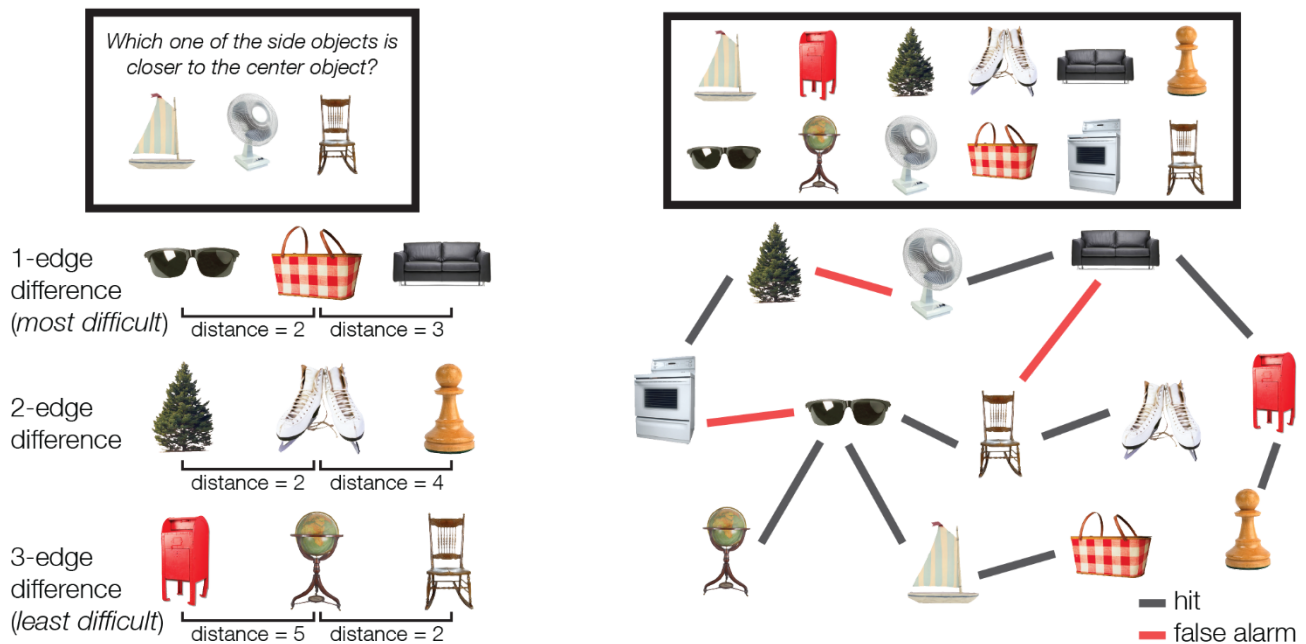 Which one of the side objects is
closer to the center object?
1-edge
difference
(most difficult)
distance = 2
distance = 3
2-edge
difference
distance = 2
distance = 4
3-edge
difference
(least difficult)
distance = 5
distance = 2
hit
false alarm